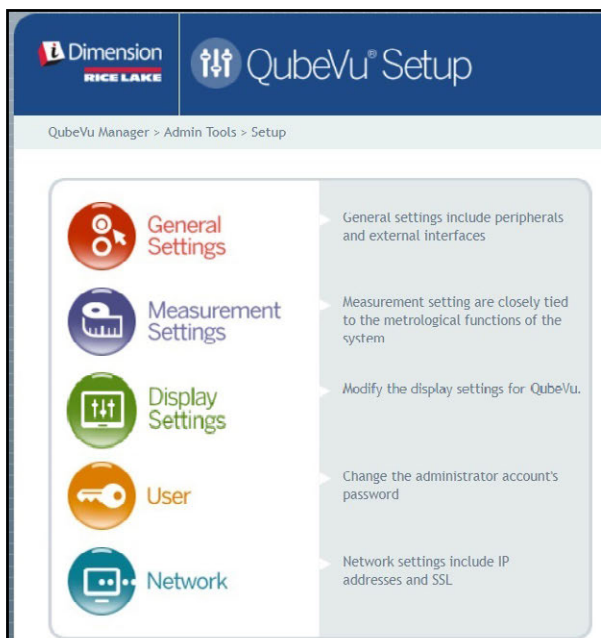 iDimension
RICE LAKE
QubeVu® Setup
QubeVu Manager > Admin Tools > Setup
General
Settings
General settings include peripherals
and external interfaces
Measurement
Settings
Measurement setting are closely tied
to the metrological functions of the
system
Display
Settings
Modify the display settings for QubeVu.
User
Change the administrator account's
password
Network
Network settings include IP
addresses and SSL